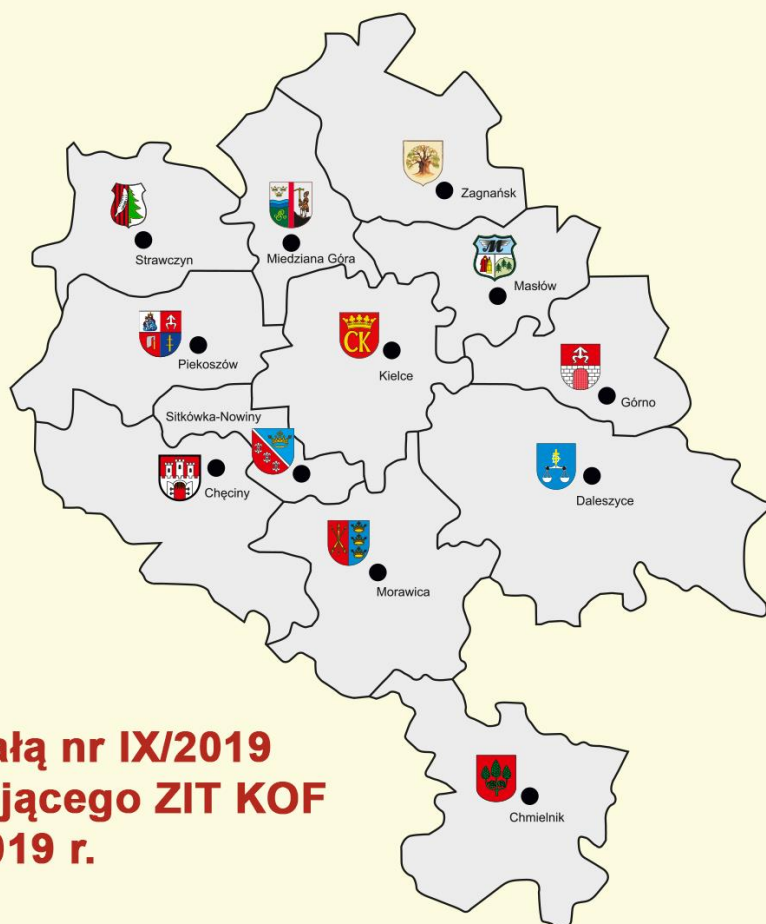 Zagnańsk
Strawczyn
Miedziana Góra
Masłów
CK
Piekoszów
Kielce
Górno
Sitkówka-Nowiny
Chęciny
Daleszyce
Morawica
ałą nr IX/2019
jącego ZIT KOF
019 r.
Chmielnik